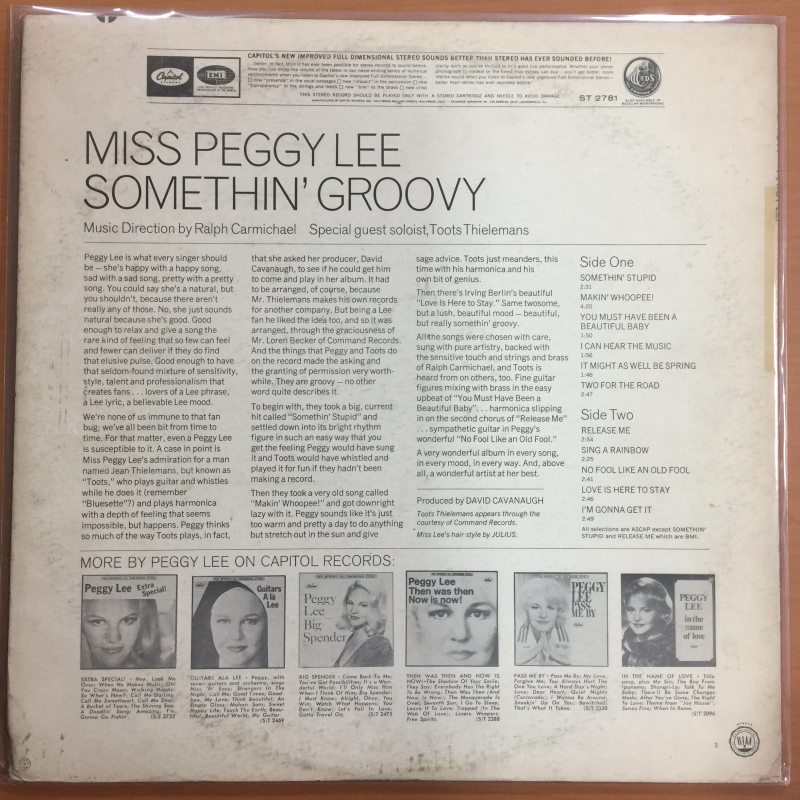 Capitol
EMI
CAPITOL'S NEW IMPROVED FULL DIMENSIONAL STEREO SOUNDS BETTER THAN STEREO HAS EVER SOUNDED BEFORE!
THIS STEREO RECORD SHOULD BE PLAYED ONLY WITH A STEREO CARTRIDGE AND NEEDLE TO AVOID DAMAGE.
ST 2781
MISS PEGGY LEE
SOMETHIN' GROOVY
Music Direction by Ralph Carmichael Special guest soloist, Toots Thielemans
Peggy Lee is what every singer should
be — she's happy with a happy song,
sad with a sad song, pretty with a pretty
song. You could say she's a natural, but
you shouldn't, because there aren't
really any of those. No, she just sounds
natural because she's good. Good
enough to relax and give a song the
rare kind of feeling that so few can feel
and fewer can deliver if they do find
that elusive pulse. Good enough to have
that seldom-found mixture of sensitivity,
style, talent and professionalism that
creates fans . . . lovers of a Lee phrase,
a Lee lyric, a believable Lee mood.
We're none of us immune to that fan
bug; we've all been bit from time to
time. For that matter, even a Peggy Lee
is susceptible to it. A case in point is
Miss Peggy Lee's admiration for a man
named Jean Thielemans, but known as
"Toots," who plays guitar and whistles
while he does it (remember
"Bluesette"?) and plays harmonica
with a depth of feeling that seems
impossible, but happens. Peggy thinks
so much of the way Toots plays, in fact,
that she asked her producer, David
Cavanaugh, to see if he could get him
to come and play in her album. It had
to be arranged, of course, because
Mr. Thielemans makes his own records
for another company. But being a Lee
fan he liked the idea too, and so it was
arranged, through the graciousness of
Mr. Loren Becker of Command Records.
And the things that Peggy and Toots do
on the record made the asking and
the granting of permission very worth-
while. They are groovy — no other
word quite describes it.
To begin with, they took a big, current
hit called "Somethin' Stupid" and
settled down into its bright rhythm
figure in such an easy way that you
get the feeling Peggy would have sung
it and Toots would have whistled and
played it for fun if they hadn't been
making a record.
Then they took a very old song called
"Makin' Whoopee!" and got downright
lazy with it. Peggy sounds like it's just
too warm and pretty a day to do anything
but stretch out in the sun and give
sage advice. Toots just meanders, this
time with his harmonica and his
own bit of genius.
Then there's Irving Berlin's beautiful
"Love Is Here to Stay." Same twosome,
but a lush, beautiful mood — beautiful,
but really somethin' groovy.
All the songs were chosen with care,
sung with pure artistry, backed with
the sensitive touch and strings and brass
of Ralph Carmichael, and Toots is
heard from on others, too. Fine guitar
figures mixing with brass in the easy
upbeat of "You Must Have Been a
Beautiful Baby" . . . harmonica slipping
in on the second chorus of "Release Me"
. . . sympathetic guitar in Peggy's
wonderful "No Fool Like an Old Fool."
A very wonderful album in every song,
in every mood, in every way. And, above
all, a wonderful artist at her best.
Produced by DAVID CAVANAUGH
Toots Thielemans appears through the
courtesy of Command Records.
Miss Lee's hair style by JULIUS.
Side One
SOMETHIN' STUPID
2:31
MAKIN' WHOOPEE!
4:20
YOU MUST HAVE BEEN A
BEAUTIFUL BABY
1:50
I CAN HEAR THE MUSIC
1:56
IT MIGHT AS WELL BE SPRING
1:46
TWO FOR THE ROAD
2:47
Side Two
RELEASE ME
2:54
SING A RAINBOW
2:25
NO FOOL LIKE AN OLD FOOL
2:41
LOVE IS HERE TO STAY
2:46
I'M GONNA GET IT
2:49
All selections are ASCAP except SOMETHIN'
STUPID and RELEASE ME which are BMI.
MORE BY PEGGY LEE ON CAPITOL RECORDS:
Peggy Lee Extra Special!
Guitars
A la
Lee
Peggy
Lee
Big
Spender
Peggy Lee
Then was then
Now is now!
PEGGY
LEE
PASS
ME BY
PEGGY
LEE
in the
name of
love
3
RIAA